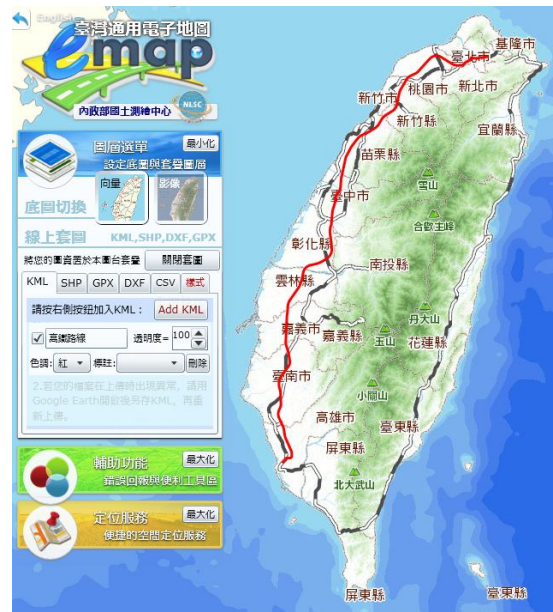 English
臺灣通用電子地圖
emap
內政部國土測繪中心
NLSC
圖層選單
最小化
設定底圖與套疊圖層
底圖切換
向量
影像
線上套圖
KML,SHP,DXF,GPX
將您的圖資套於本圖台套疊
關閉套圖
KML SHP GPX DXF CSV 樣式
請按右側按鈕加入KML：
Add KML
高鐵路線
透明度= 100
色調: 紅
標註:
刪除
2.若您的檔案在上傳時出現異常，請用
Google Earth開啟後另存KML，再重
新上傳。
輔助功能
最大化
錯誤回報與便利工具區
定位服務
最大化
便捷的空間定位服務
基隆市
臺北市
新北市
桃園市
新竹市
新竹縣
宜蘭縣
苗栗縣
雪山
臺中市
合歡主峰
彰化縣
南投縣
雲林縣
丹大山
嘉義市
嘉義縣
玉山
花蓮縣
臺南市
小關山
高雄市
臺東縣
屏東縣
北大武山
屏東縣
臺東縣